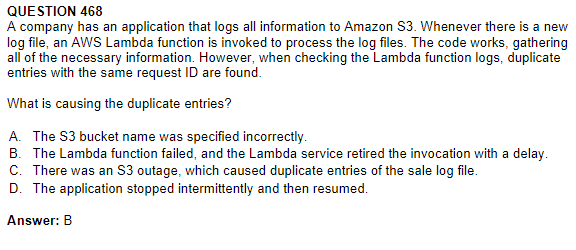 QUESTION 468
A company has an application that logs all information to Amazon S3. Whenever there is a new
log file, an AWS Lambda function is invoked to process the log files. The code works, gathering
all of the necessary information. However, when checking the Lambda function logs, duplicate
entries with the same request ID are found.
What is causing the duplicate entries?
A. The S3 bucket name was specified incorrectly.
B. The Lambda function failed, and the Lambda service retired the invocation with a delay.
C. There was an S3 outage, which caused duplicate entries of the sale log file.
D. The application stopped intermittently and then resumed.
Answer: B